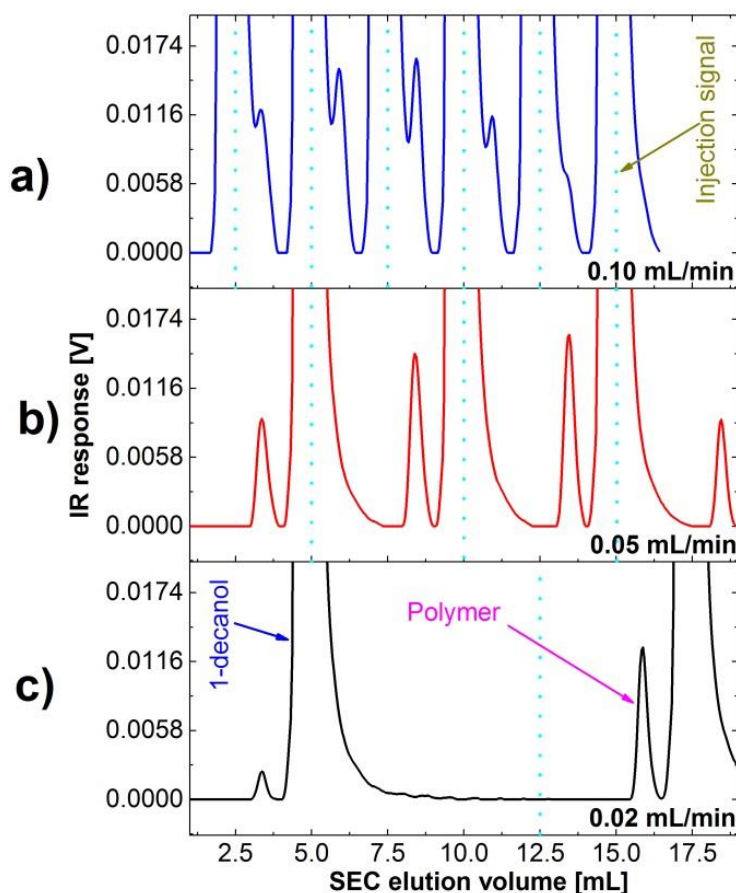 a)
0.0174
0.0116
0.0058
0.0000
Injection signal
0.10 mL/min
b)
IR response [V]
0.0174
0.0116
0.0058
0.0000
0.05 mL/min
c)
0.0174
0.0116
0.0058
0.0000
1-decanol
Polymer
0.02 mL/min
2.5 5.0 7.5 10.0 12.5 15.0 17.5
SEC elution volume [mL]